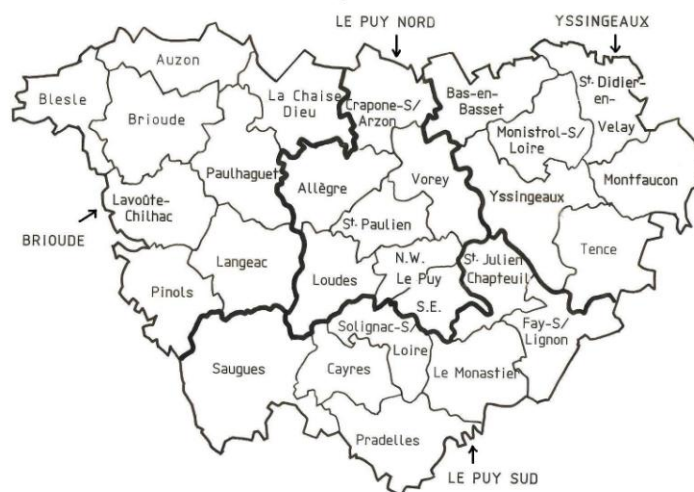 LE PUY NORD
YSSINGEAUX
Auzon
Blesle
Brioude
La Chaise
Dieu
Crapone-S/
Arzon
Bas-en-
Basset
St. Didier-
en-
Velay
Monistrol-S/
Loire
Paulhaguet
Allègre
Vorey
Yssingeaux
Montfaucon
Lavoûte-
Chilhac
St. Paulien
BRIOUDE
Langeac
Loudes
N.W.
Le Puy
S.E.
St. Julien
Chapteuil
Tence
Pinols
Solignac-S/
Loire
Fay-S/
Lignon
Saugues
Cayres
Le Monastier
Pradelles
LE PUY SUD